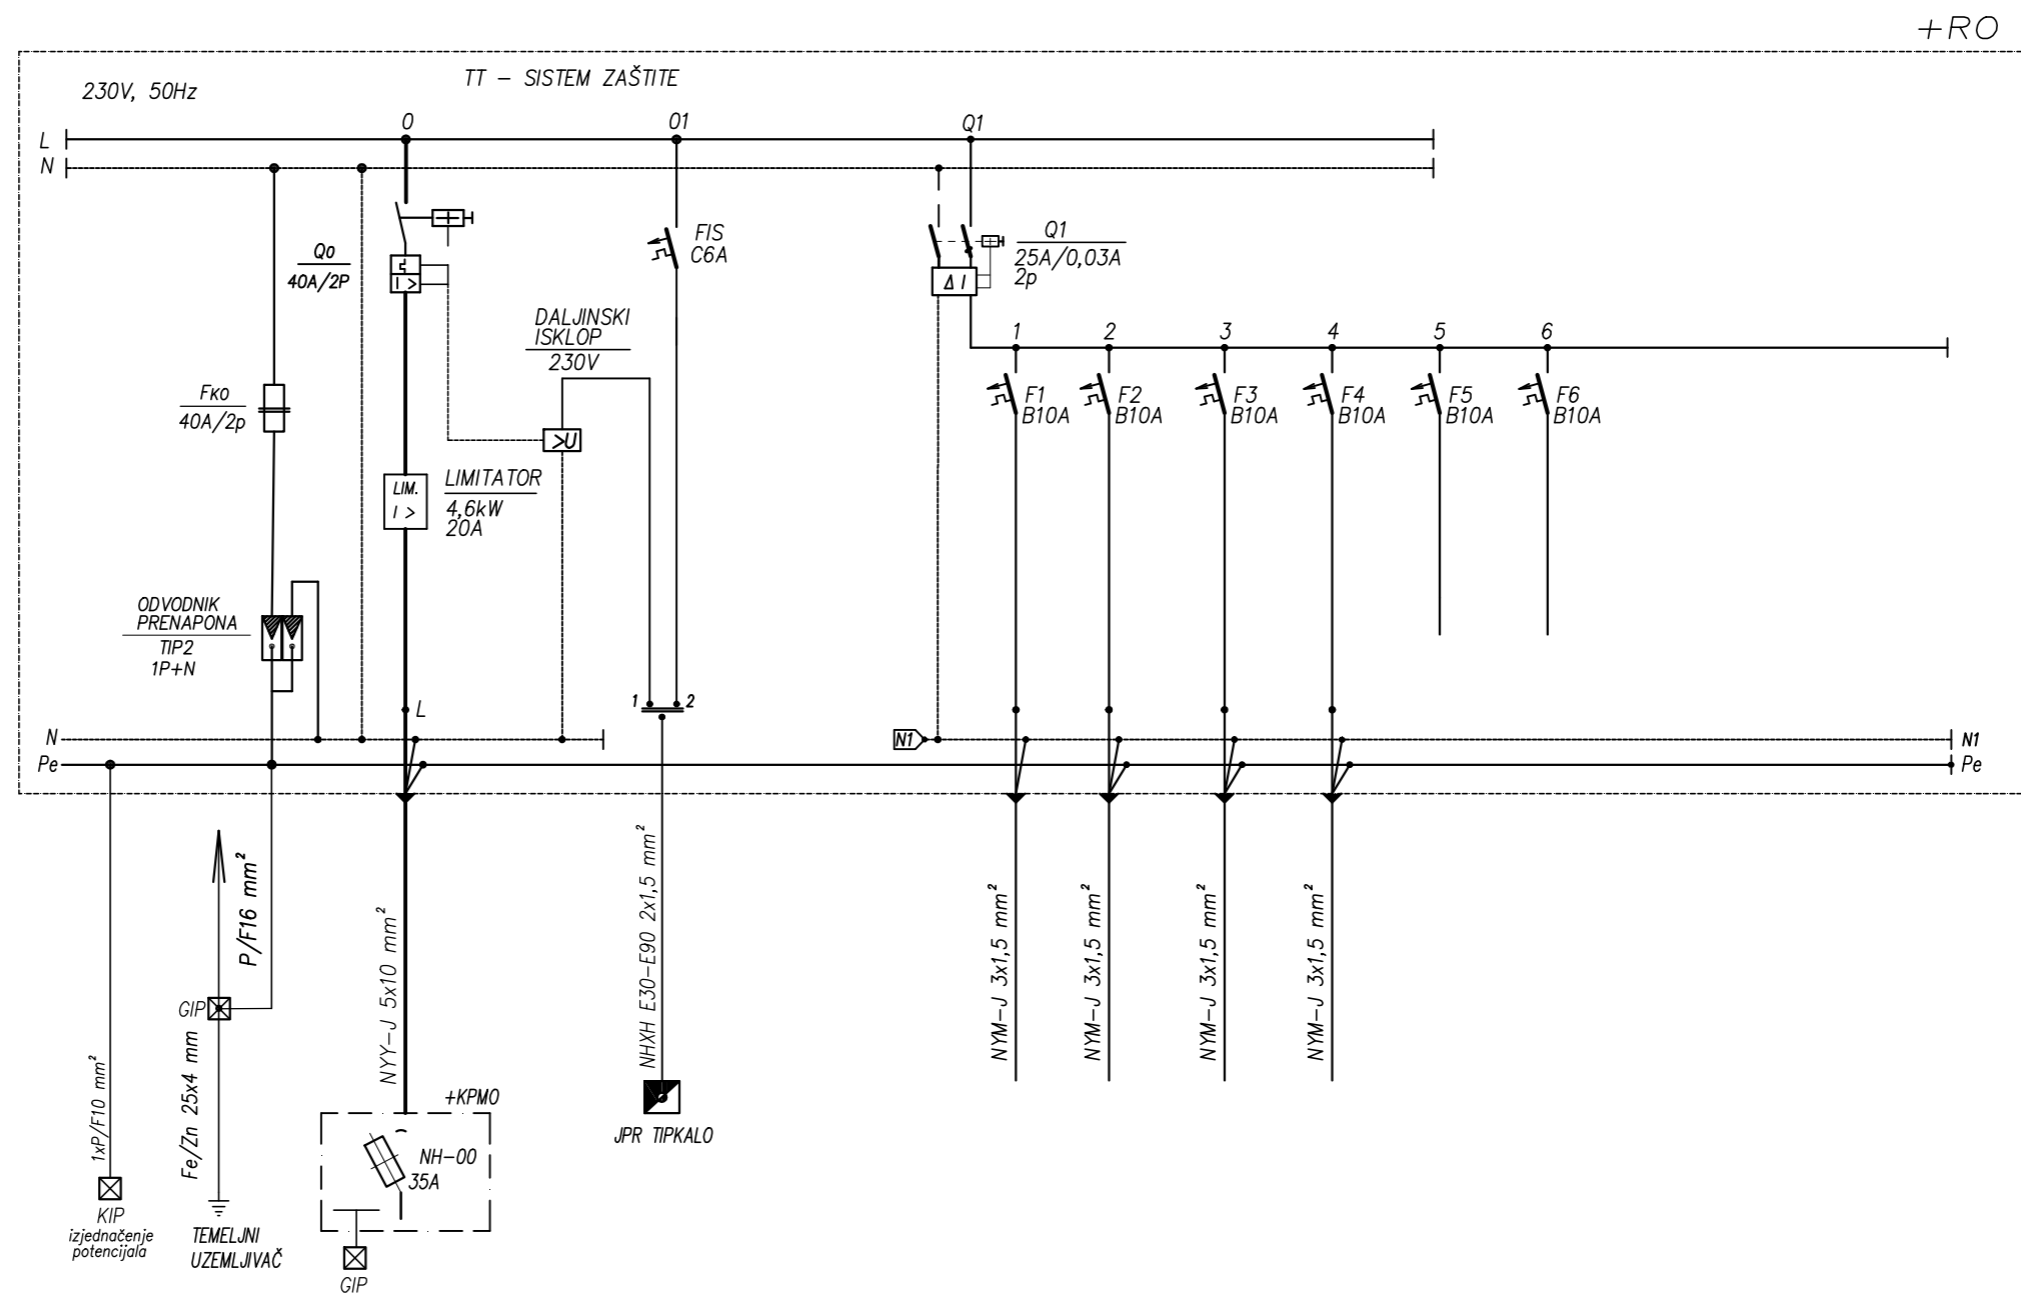 +RO
230V, 50Hz
TT – SISTEM ZAŠTITE
L
N
0
01
Q1
Q0
40A/2P
FIS
C6A
Q1
25A/0,03A
2p
I >
Δ I
DALJINSKI
ISKLOP
230V
1
2
3
4
5
6
FK0
40A/2p
F1
B10A
F2
B10A
F3
B10A
F4
B10A
F5
B10A
F6
B10A
>U
LIM.
I >
LIMITATOR
4,6kW
20A
ODVODNIK
PRENAPONA
TIP2
1P+N
L
1
2
N
N1
N1
Pe
Pe
P/F16 mm²
NYY-J 5x10 mm²
NHXH E30-E90 2x1,5 mm²
NYM-J 3x1,5 mm²
NYM-J 3x1,5 mm²
NYM-J 3x1,5 mm²
NYM-J 3x1,5 mm²
GIP
1xP/F10 mm²
Fe/Zn 25x4 mm
+KPMO
NH-00
35A
JPR TIPKALO
KIP
izjednačenje
potencijala
TEMELJNI
UZEMLJIVAČ
GIP